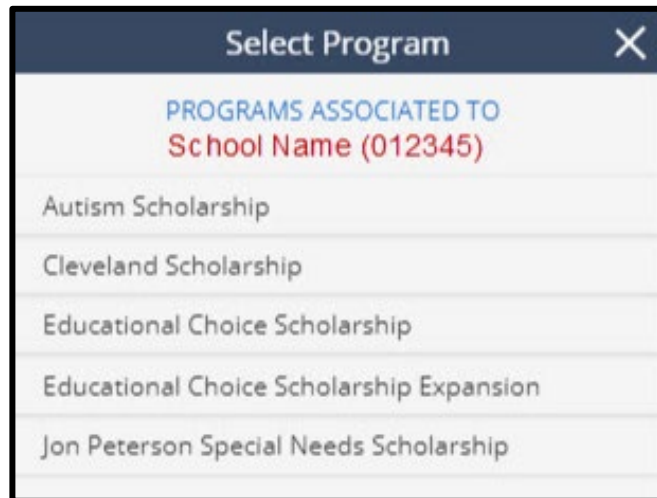 Select Program
PROGRAMS ASSOCIATED TO
School Name (012345)
Autism Scholarship
Cleveland Scholarship
Educational Choice Scholarship
Educational Choice Scholarship Expansion
Jon Peterson Special Needs Scholarship